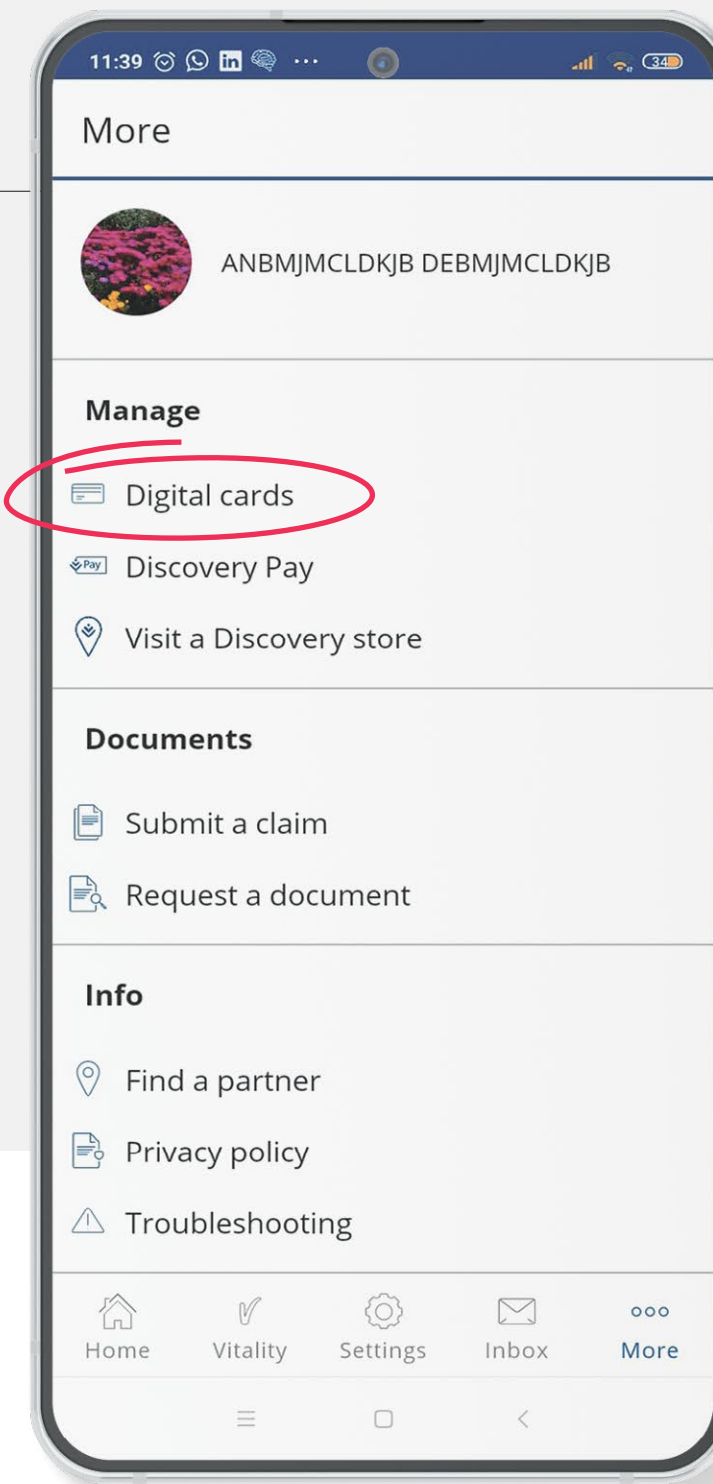 11:39
34
More
ANBMJMCLDKJB DEBMJMCLDKJB
Manage
Digital cards
Pay
Discovery Pay
Visit a Discovery store
Documents
Submit a claim
Request a document
Info
Find a partner
Privacy policy
Troubleshooting
Home Vitality Settings Inbox More